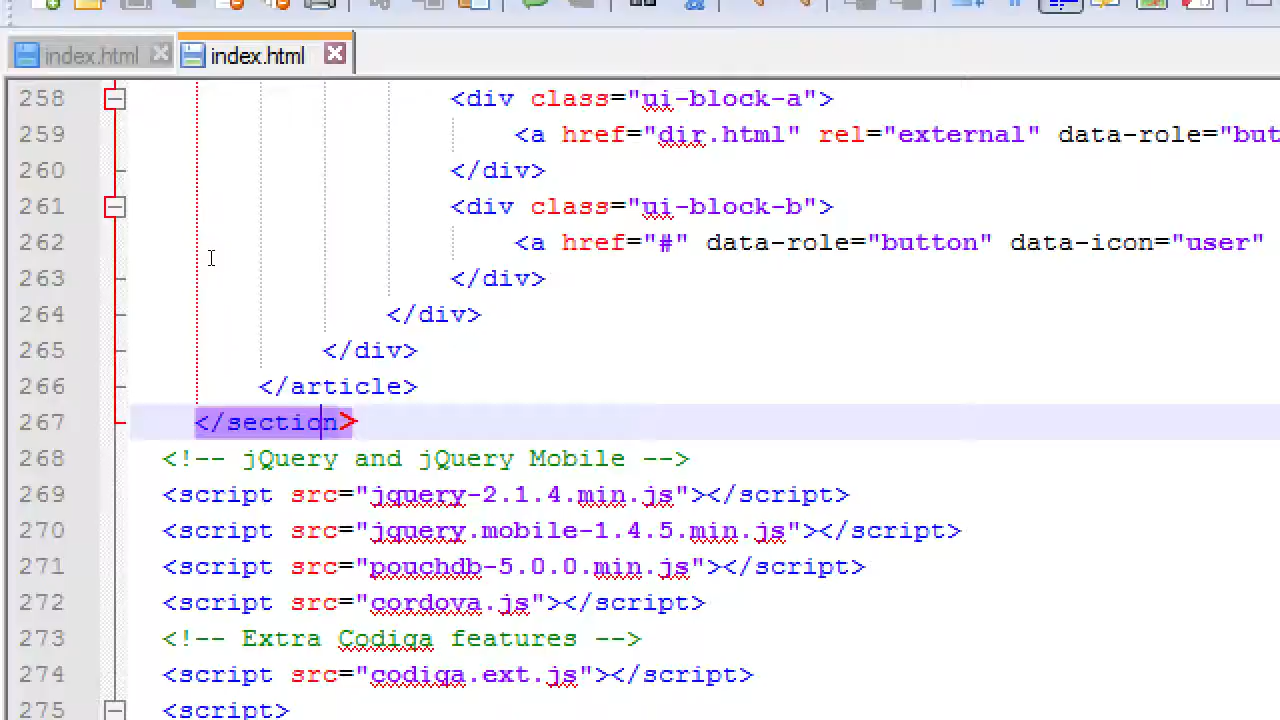 index.html index.html
258 <div class="ui-block-a">
259 <a href="dir.html" rel="external" data-role="but
260 </div>
261 <div class="ui-block-b">
262 <a href="#" data-role="button" data-icon="user"
263 </div>
264 </div>
265 </div>
266 </article>
267 </section>
268 <!-- jQuery and jQuery Mobile -->
269 <script src="jquery-2.1.4.min.js"></script>
270 <script src="jquery.mobile-1.4.5.min.js"></script>
271 <script src="pouchdb-5.0.0.min.js"></script>
272 <script src="cordova.js"></script>
273 <!-- Extra Codiqa features -->
274 <script src="codiqa.ext.js"></script>
275 <script>